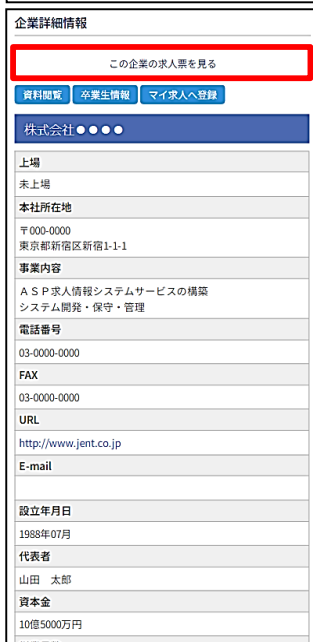 企業詳細情報
この企業の求人票を見る
資料閲覧 卒業生情報 マイ求人へ登録
株式会社●●●●
上場
未上場
本社所在地
〒000-0000
東京都新宿区新宿1-1-1
事業内容
ＡＳＰ求人情報システムサービスの構築
システム開発・保守・管理
電話番号
03-0000-0000
FAX
03-0000-0000
URL
http://www.jent.co.jp
E-mail
設立年月日
1988年07月
代表者
山田　太郎
資本金
10億5000万円